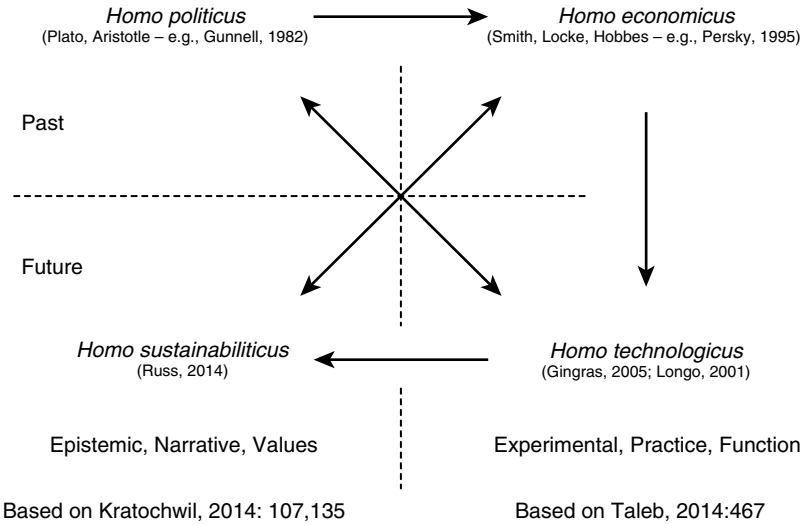 Homo politicus
(Plato, Aristotle – e.g., Gunnell, 1982)
Homo economicus
(Smith, Locke, Hobbes – e.g., Persky, 1995)
Past
Future
Homo sustainabiliticus
(Russ, 2014)
Homo technologicus
(Gingras, 2005; Longo, 2001)
Epistemic, Narrative, Values
Experimental, Practice, Function
Based on Kratochwil, 2014: 107,135
Based on Taleb, 2014:467